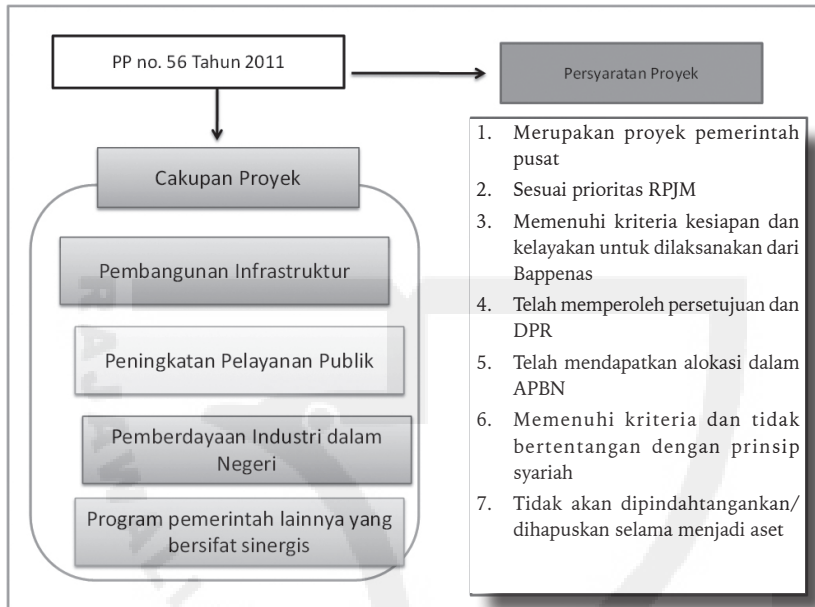 PP no. 56 Tahun 2011
Persyaratan Proyek
Cakupan Proyek
Pembangunan Infrastruktur
Peningkatan Pelayanan Publik
Pemberdayaan Industri dalam
Negeri
Program pemerintah lainnya yang
bersifat sinergis
1. Merupakan proyek pemerintah
pusat
2. Sesuai prioritas RPJM
3. Memenuhi kriteria kesiapan dan
kelayakan untuk dilaksanakan dari
Bappenas
4. Telah memperoleh persetujuan dan
DPR
5. Telah mendapatkan alokasi dalam
APBN
6. Memenuhi kriteria dan tidak
bertentangan dengan prinsip
syariah
7. Tidak akan dipindahtangankan/
dihapuskan selama menjadi aset
RAJAWALI